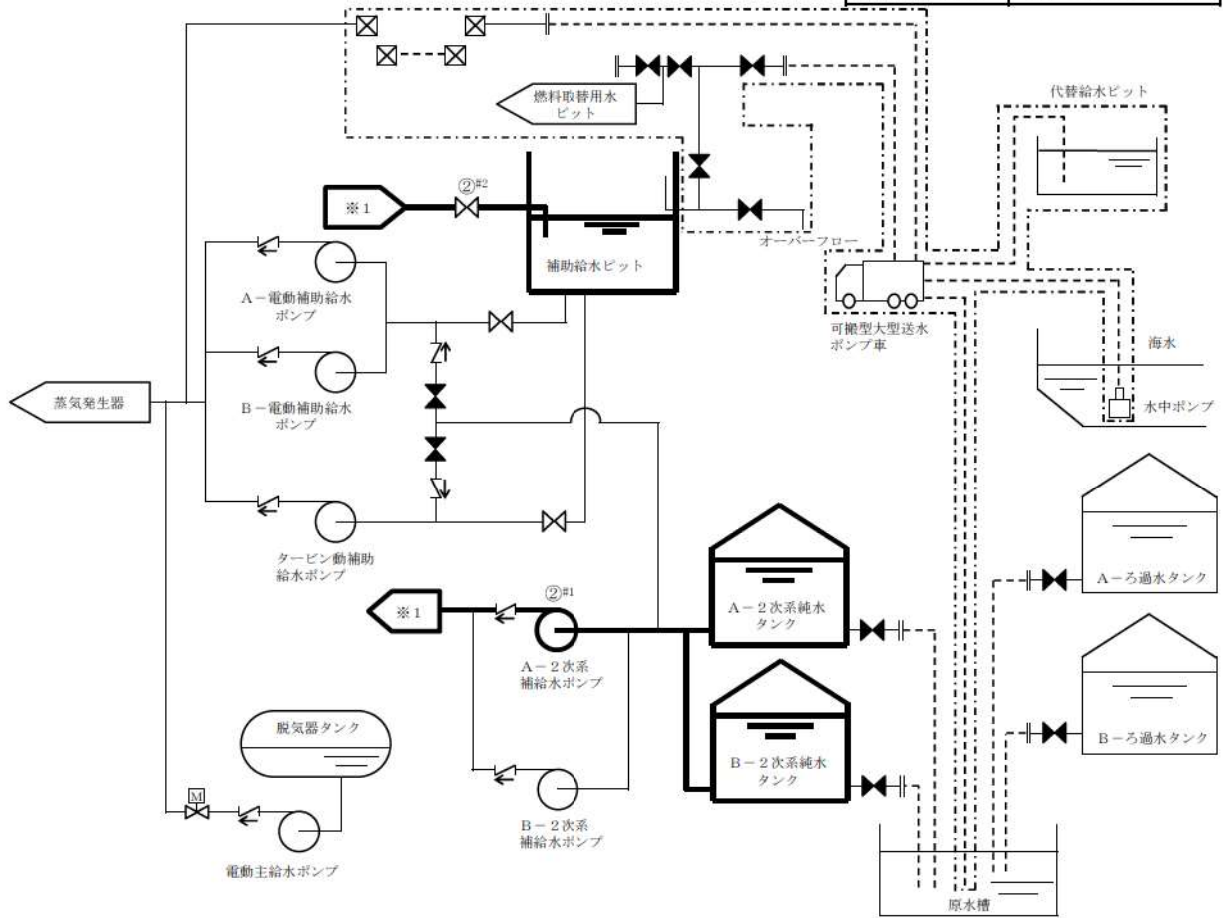 燃料取替用水
ピット
代替給水ピット
②#2
※1
オーバーフロー
補助給水ピット
A-電動補助給水
ポンプ
可搬型大型送水
ポンプ車
海水
蒸気発生器
B-電動補助給水
ポンプ
水中ポンプ
タービン動補助
給水ポンプ
A-ろ過水タンク
②#1
※1
A-2次系純水
タンク
A-2次系
補給水ポンプ
脱気器タンク
B-ろ過水タンク
B-2次系純水
タンク
M
B-2次系
補給水ポンプ
電動主給水ポンプ
原水槽